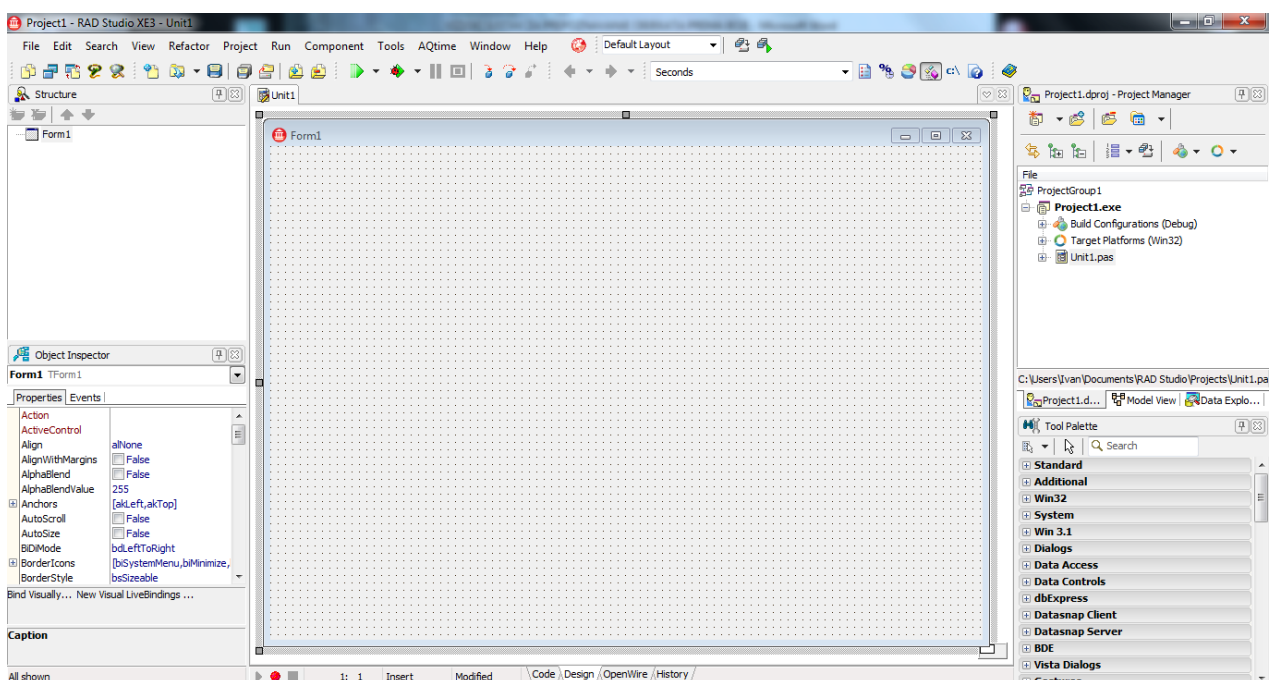 Project1 - RAD Studio XE3 - Unit1
File Edit Search View Refactor Project Run Component Tools AQtime Window Help Default Layout
Seconds
Structure
Form1
Unit1
Form1
Project1.dproj - Project Manager
File
ProjectGroup1
Project1.exe
Build Configurations (Debug)
Target Platforms (Win32)
Unit1.pas
C:\Users\Ivan\Documents\RAD Studio\Projects\Unit1.pa
Project1.d... Model View Data Explo...
Object Inspector
Form1 TForm1
Properties Events
Action
ActiveControl
Align alNone
AlignWithMargins False
AlphaBlend False
AlphaBlendValue 255
Anchors [akLeft,akTop]
AutoScroll False
AutoSize False
BiDiMode bdLeftToRight
BorderIcons [biSystemMenu,biMinimize,
BorderStyle bsSizeable
Bind Visually... New Visual LiveBindings ...
Caption
All shown
Tool Palette
Search
Standard
Additional
Win32
System
Win 3.1
Dialogs
Data Access
Data Controls
dbExpress
Datasnap Client
Datasnap Server
BDE
Vista Dialogs
1: 1 Insert Modified Code Design OpenWire History